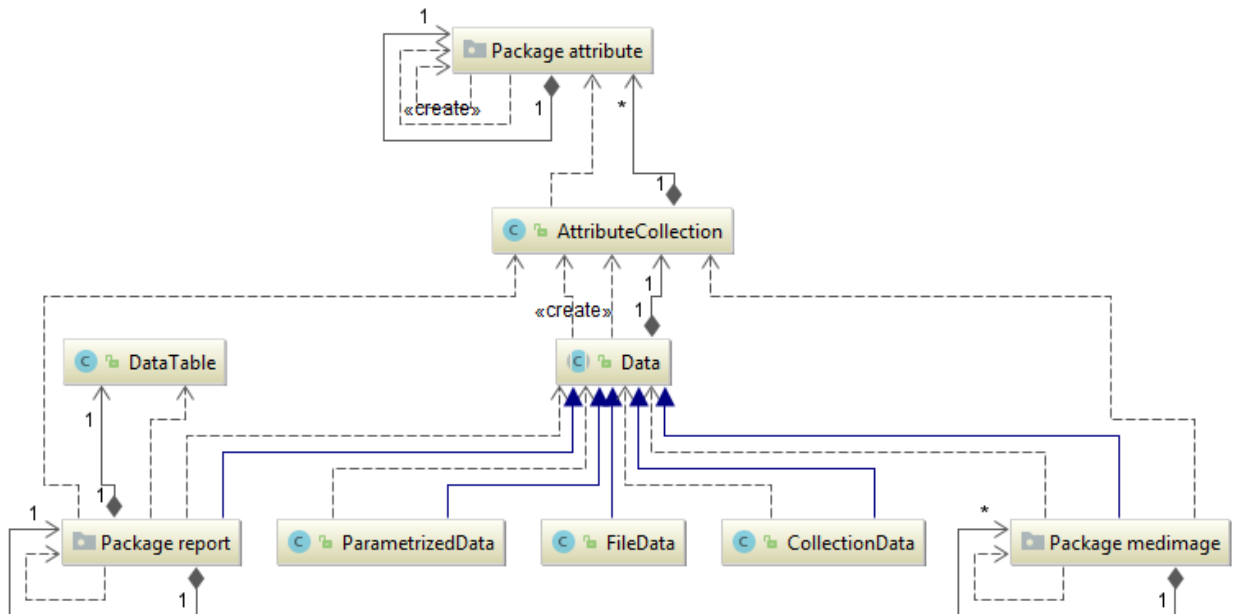 1
Package attribute
«create»
1
*
1
C AttributeCollection
1
«create»
1
C DataTable
C Data
1
1
1
*
Package report
C ParametrizedData
C FileData
C CollectionData
Package medimage
1
1